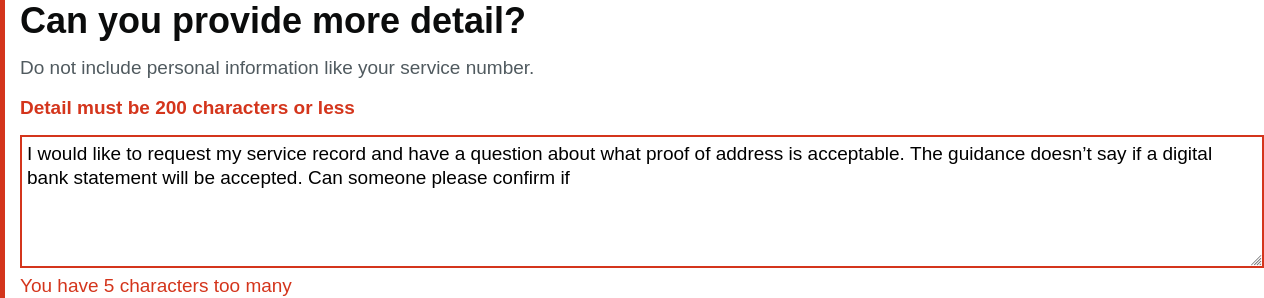 Can you provide more detail?
Do not include personal information like your service number.
Detail must be 200 characters or less
I would like to request my service record and have a question about what proof of address is acceptable. The guidance doesn’t say if a digital
bank statement will be accepted. Can someone please confirm if
You have 5 characters too many